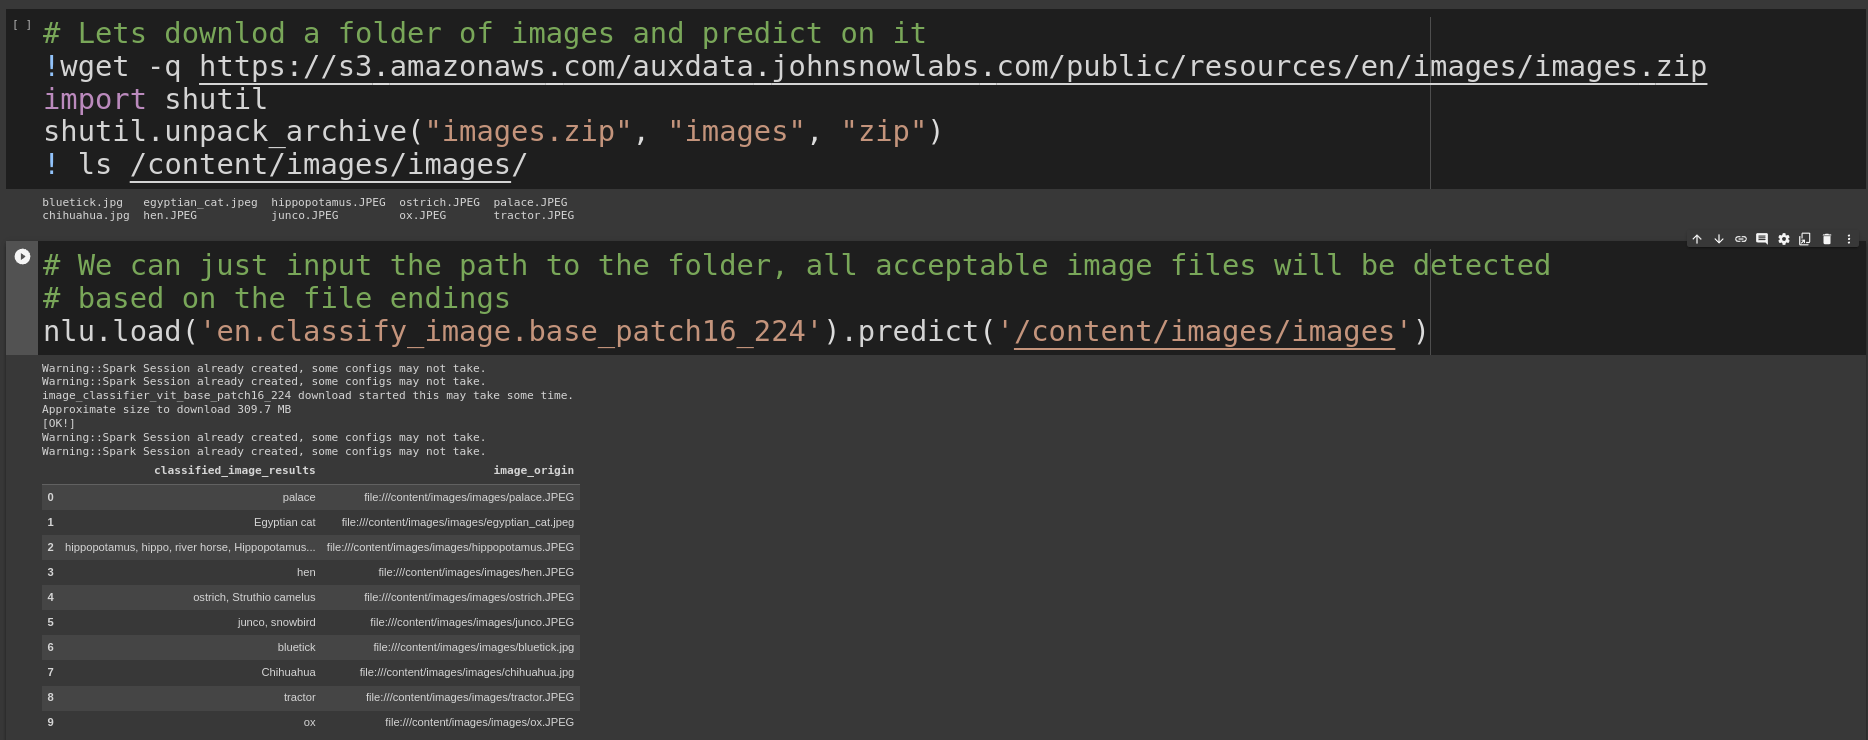 [ ]
# Lets downlod a folder of images and predict on it
!wget -q https://s3.amazonaws.com/auxdata.johnsnowlabs.com/public/resources/en/images/images.zip
import shutil
shutil.unpack_archive("images.zip", "images", "zip")
! ls /content/images/images/
bluetick.jpg egyptian_cat.jpeg hippopotamus.JPEG ostrich.JPEG palace.JPEG
chihuahua.jpg hen.JPEG junco.JPEG ox.JPEG tractor.JPEG
# We can just input the path to the folder, all acceptable image files will be detected
# based on the file endings
nlu.load('en.classify_image.base_patch16_224').predict('/content/images/images')
Warning::Spark Session already created, some configs may not take.
Warning::Spark Session already created, some configs may not take.
image_classifier_vit_base_patch16_224 download started this may take some time.
Approximate size to download 309.7 MB
[OK!]
Warning::Spark Session already created, some configs may not take.
Warning::Spark Session already created, some configs may not take.
classified_image_results image_origin
0 palace file:///content/images/images/palace.JPEG
1 Egyptian cat file:///content/images/images/egyptian_cat.jpeg
2 hippopotamus, hippo, river horse, Hippopotamus... file:///content/images/images/hippopotamus.JPEG
3 hen file:///content/images/images/hen.JPEG
4 ostrich, Struthio camelus file:///content/images/images/ostrich.JPEG
5 junco, snowbird file:///content/images/images/junco.JPEG
6 bluetick file:///content/images/images/bluetick.jpg
7 Chihuahua file:///content/images/images/chihuahua.jpg
8 tractor file:///content/images/images/tractor.JPEG
9 ox file:///content/images/images/ox.JPEG